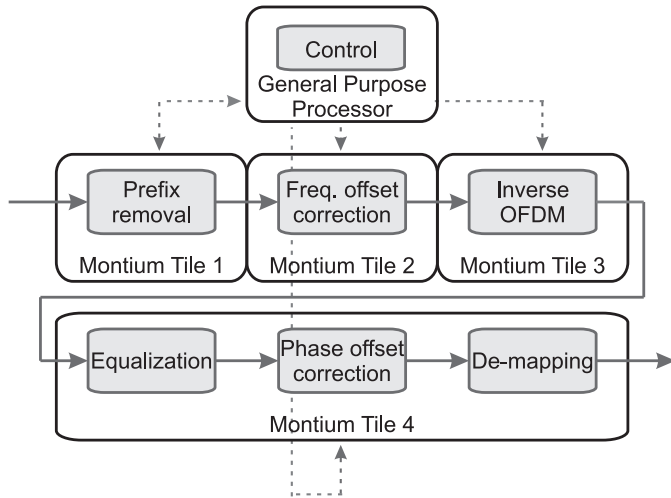 Control
General Purpose
Processor
Prefix
removal
Montium Tile 1
Freq. offset
correction
Montium Tile 2
Inverse
OFDM
Montium Tile 3
Equalization
Phase offset
correction
De-mapping
Montium Tile 4